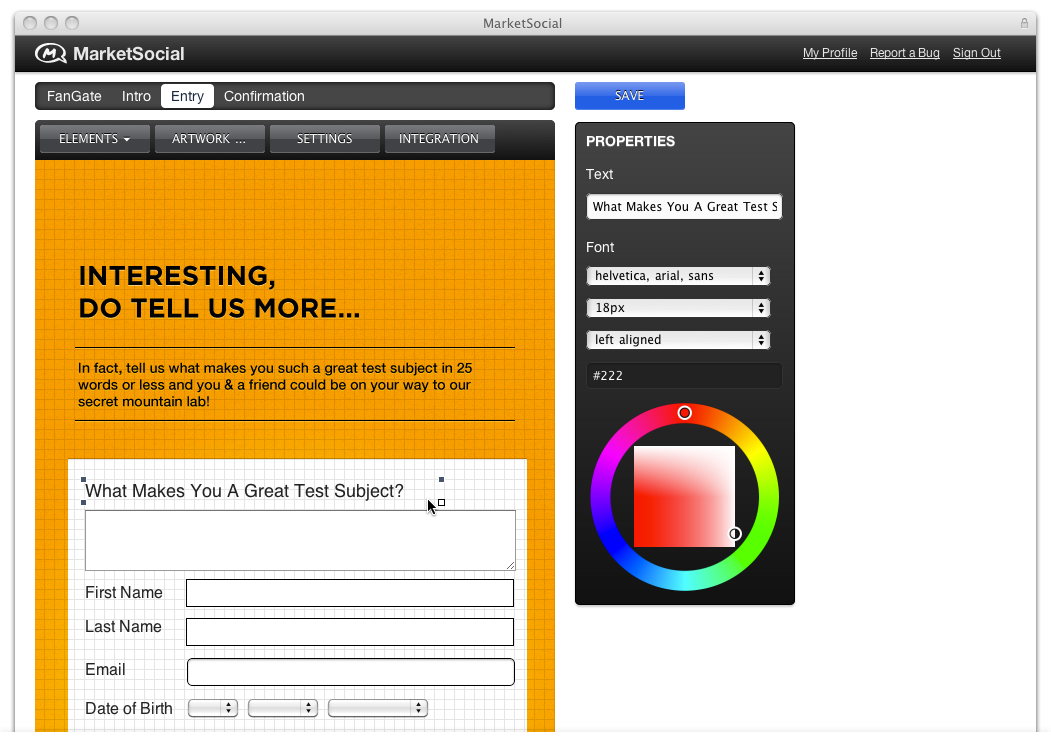 MarketSocial
MarketSocial
My Profile Report a Bug Sign Out
FanGate Intro Entry Confirmation
SAVE
ELEMENTS ARTWORK ... SETTINGS INTEGRATION
INTERESTING,
DO TELL US MORE...
In fact, tell us what makes you such a great test subject in 25
words or less and you & a friend could be on your way to our
secret mountain lab!
What Makes You A Great Test Subject?
First Name
Last Name
Email
Date of Birth
PROPERTIES
Text
What Makes You A Great Test S
Font
helvetica, arial, sans
18px
left aligned
#222